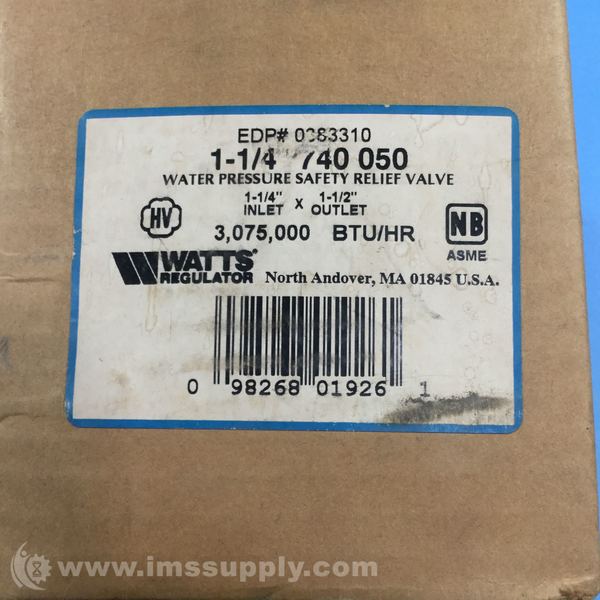 EDP# 0383310
1-1/4" 740 050
WATER PRESSURE SAFETY RELIEF VALVE
1-1/4" X 1-1/2"
INLET OUTLET
HV
3,075,000 BTU/HR
NB
ASME
WATTS®
REGULATOR North Andover, MA 01845 U.S.A.
0 98268 01926 1
www.imssupply.com